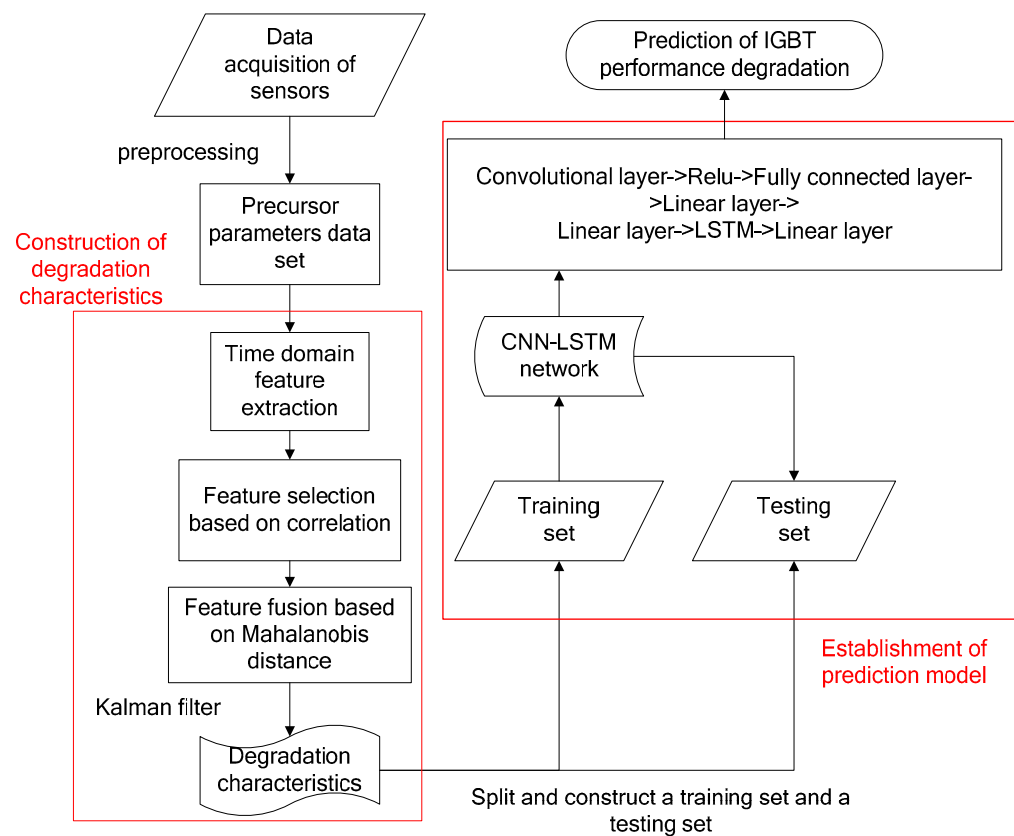 Data
acquisition of
sensors
preprocessing
Precursor
parameters data
set
Construction of
degradation
characteristics
Time domain
feature
extraction
Feature selection
based on correlation
Feature fusion based
on Mahalanobis
distance
Kalman filter
Degradation
characteristics
Split and construct a training set and a
testing set
Training
set
Testing
set
CNN-LSTM
network
Convolutional layer->Relu->Fully connected layer-
>Linear layer->
Linear layer->LSTM->Linear layer
Prediction of IGBT
performance degradation
Establishment of
prediction model